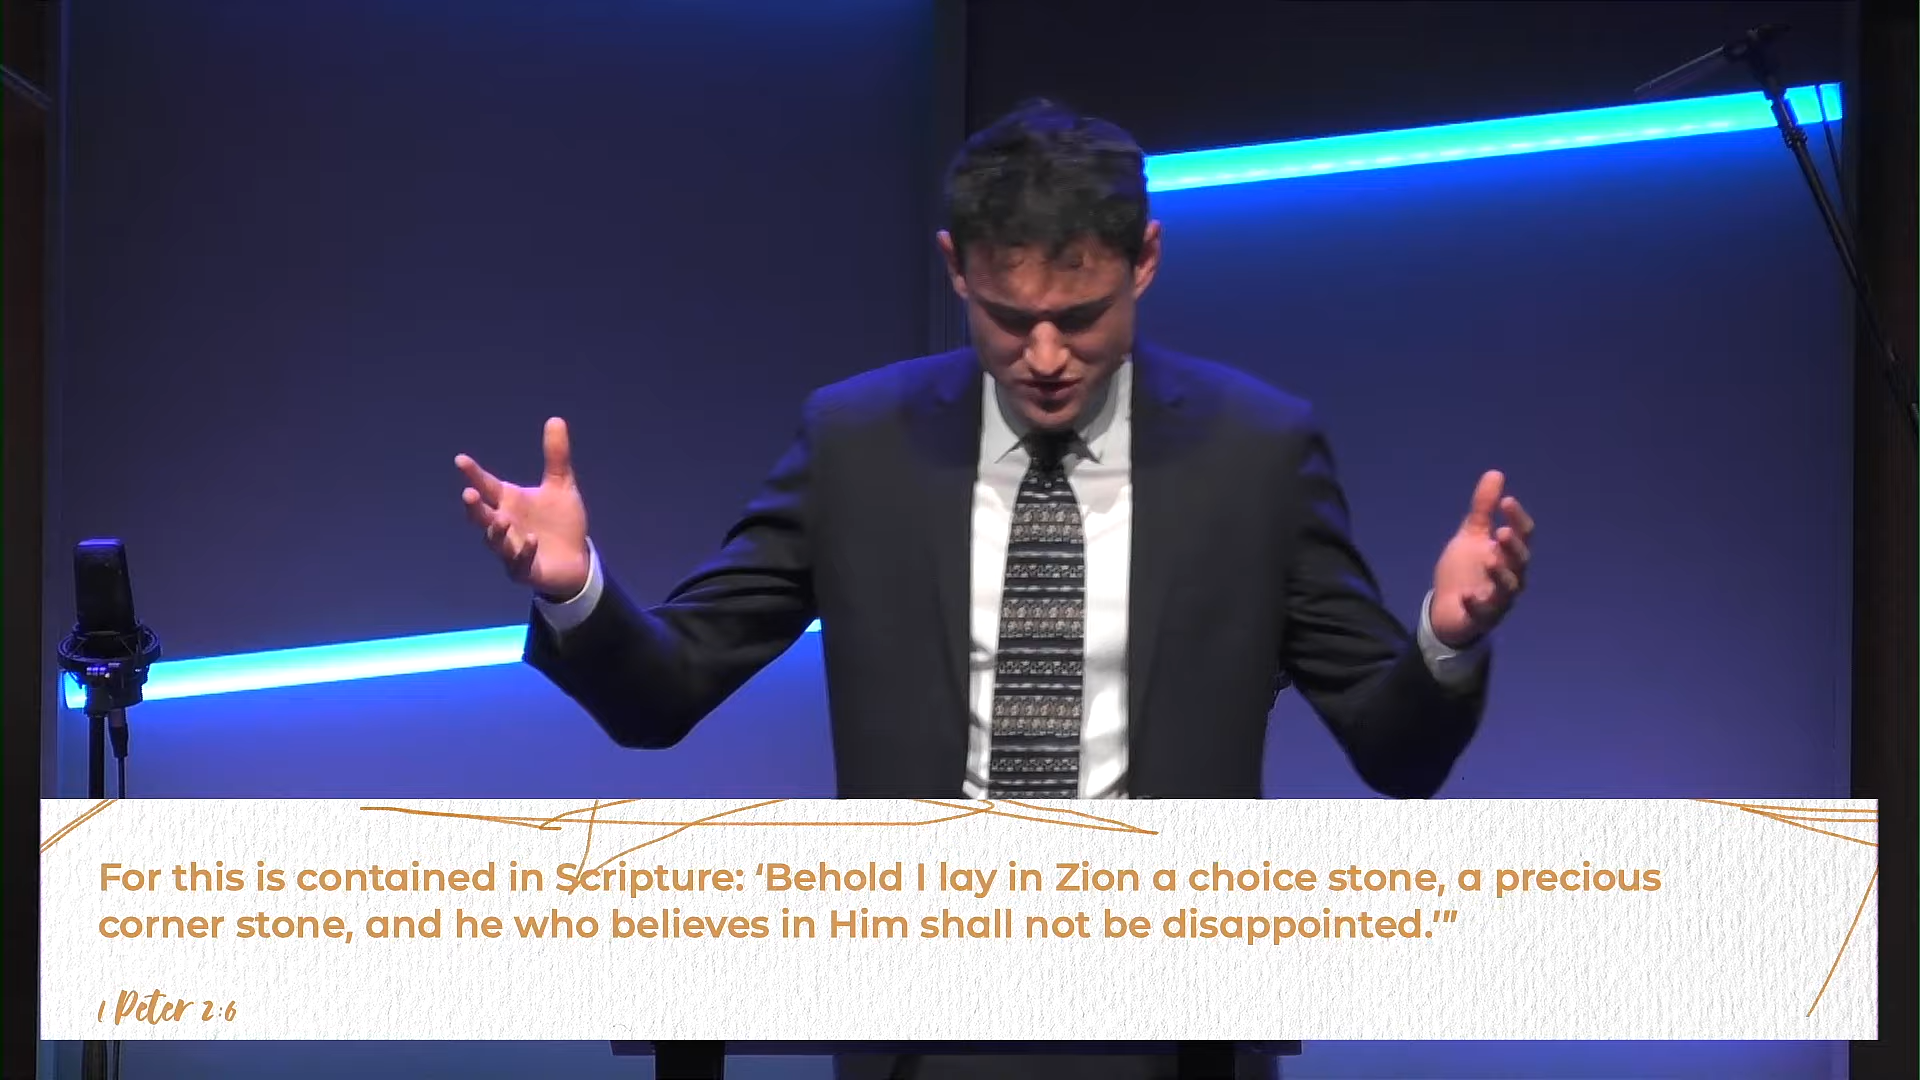 For this is contained in Scripture: ‘Behold I lay in Zion a choice stone, a precious
corner stone, and he who believes in Him shall not be disappointed.’”
1 Peter 2:6